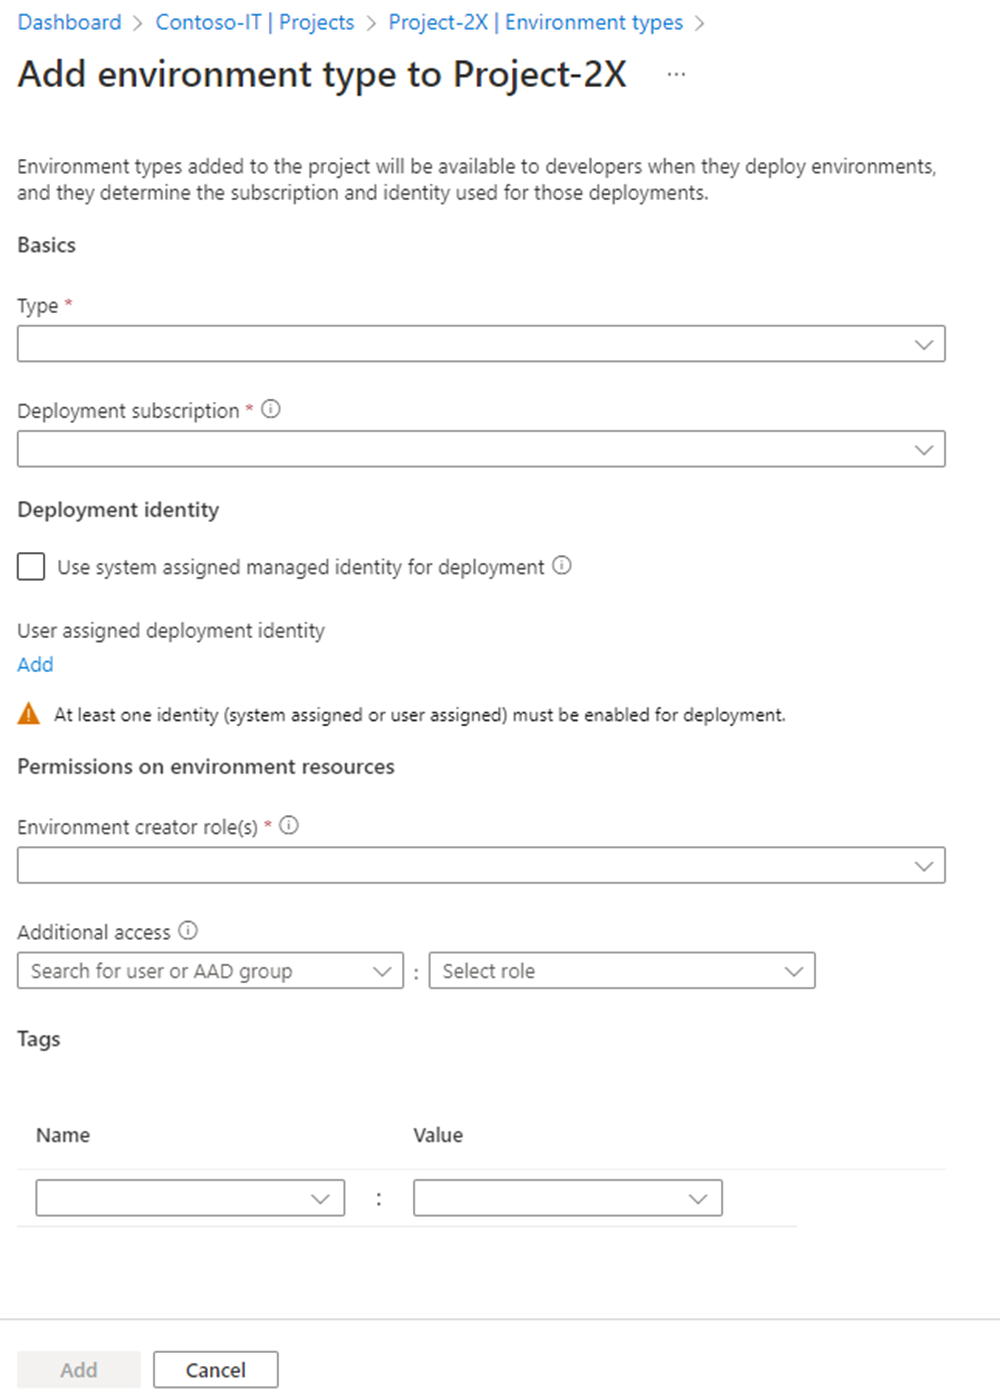 Dashboard > Contoso-IT | Projects > Project-2X | Environment types >
Add environment type to Project-2X ...
Environment types added to the project will be available to developers when they deploy environments,
and they determine the subscription and identity used for those deployments.
Basics
Type *
Deployment subscription *
Deployment identity
Use system assigned managed identity for deployment
User assigned deployment identity
Add
At least one identity (system assigned or user assigned) must be enabled for deployment.
Permissions on environment resources
Environment creator role(s) *
Additional access
Search for user or AAD group : Select role
Tags
Name Value
:
Add Cancel